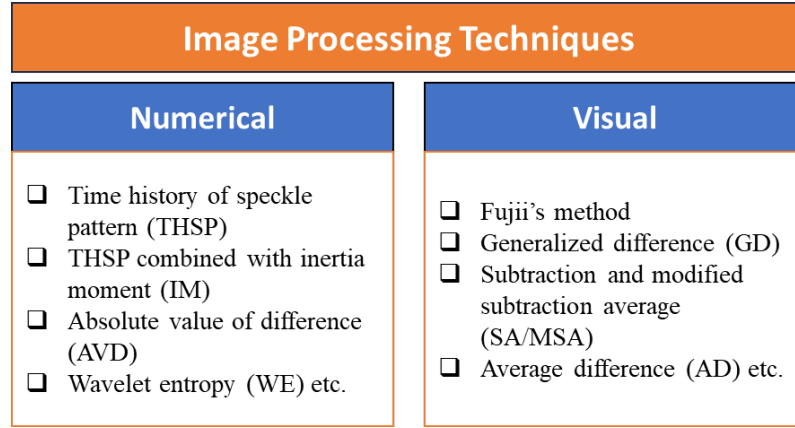 Image Processing Techniques
Numerical
Time history of speckle
pattern (THSP)
THSP combined with inertia
moment (IM)
Absolute value of difference
(AVD)
Wavelet entropy (WE) etc.
Visual
Fujii's method
Generalized difference (GD)
Subtraction and modified
subtraction average
(SA/MSA)
Average difference (AD) etc.